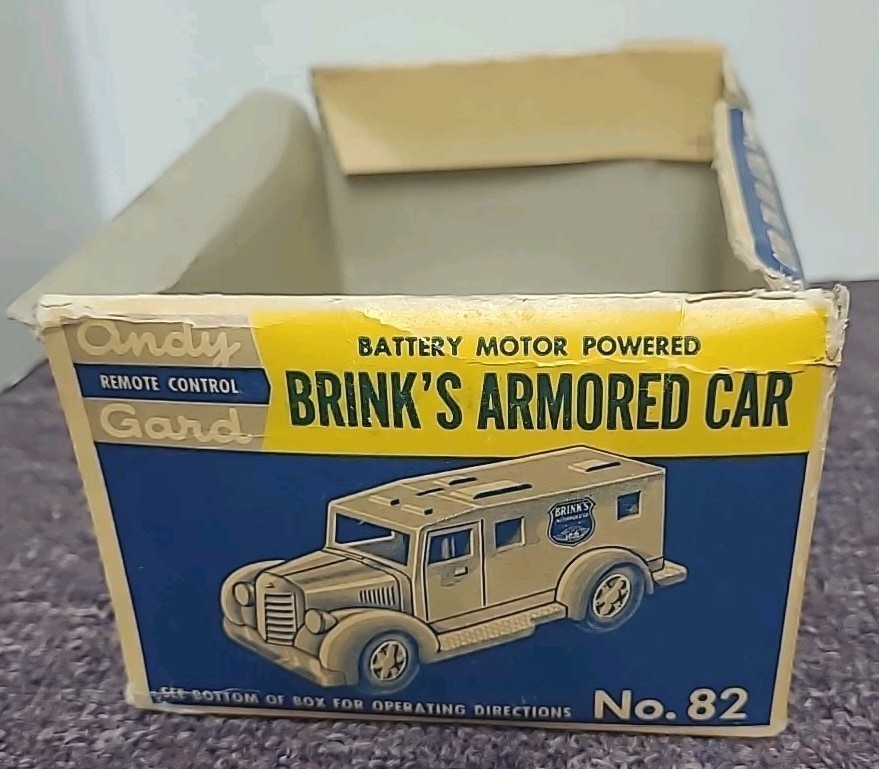 Andy
REMOTE CONTROL
Gard
BATTERY MOTOR POWERED
BRINK'S ARMORED CAR
BRINK'S
SEE BOTTOM OF BOX FOR OPERATING DIRECTIONS
No. 82